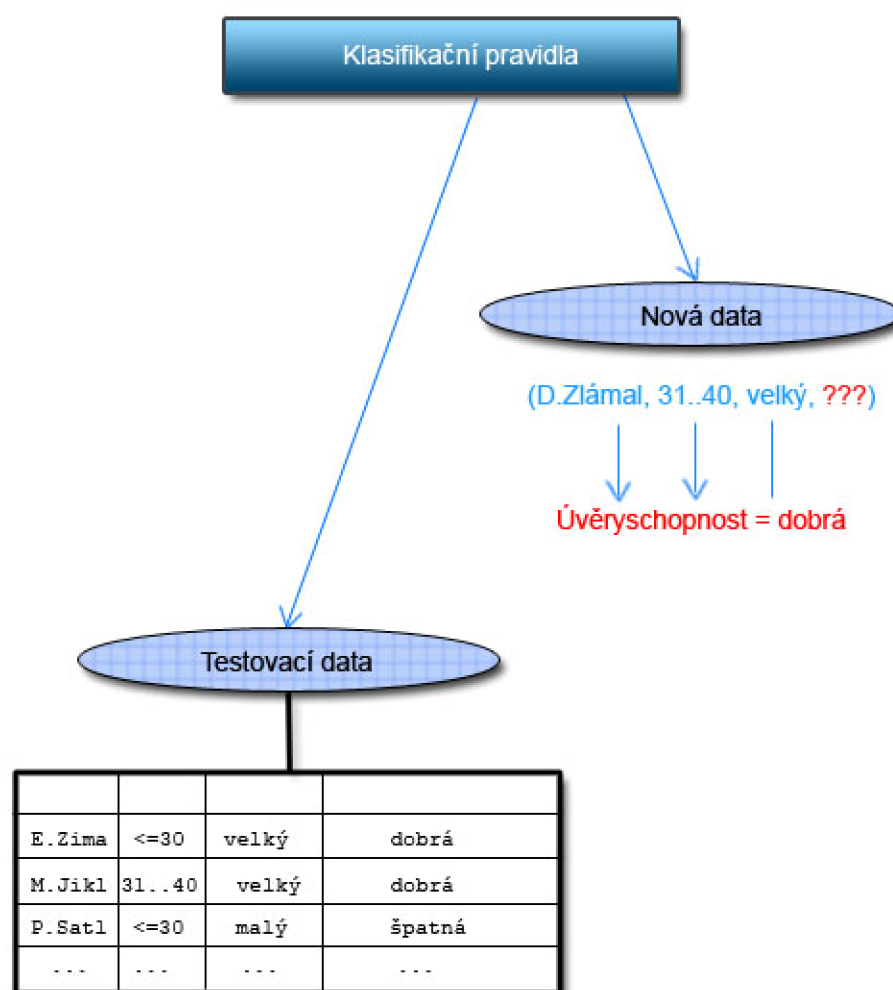 Klasifikační pravidla
Nová data
(D.Zlámal, 31..40, velký, ???)
Úvěryschopnost = dobrá
Testovací data
E.Zima <=30 velký dobrá
M.Jikl 31..40 velký dobrá
P.Satl <=30 malý špatná
... ... ... ...